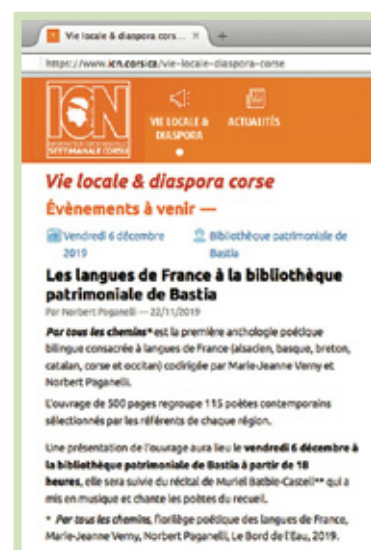 Vie locale & diaspora cors...
https://www.icn.corsica/vie-locale-diaspora-corse
ICN
SETTIMANALE CORSU
VIE LOCALE &
DIASPORA
ACTUALITÉS
Vie locale & diaspora corse
Évènements à venir —
Vendredi 6 décembre
2019
Bibliothèque patrimoniale de
Bastia
Les langues de France à la bibliothèque
patrimoniale de Bastia
Par Norbert Paganelli — 22/11/2019
Par tous les chemins* est la première anthologie poétique
bilingue consacrée à langues de France (alsacien, basque, breton,
catalan, corse et occitan) codirigée par Marie-Jeanne Verny et
Norbert Paganelli.
L'ouvrage de 500 pages regroupe 115 poètes contemporains
sélectionnés par les référents de chaque région.
Une présentation de l'ouvrage aura lieu le vendredi 6 décembre à
la bibliothèque patrimoniale de Bastia à partir de 18
heures, elle sera suivie du récital de Muriel Batbie-Castell** qui a
mis en musique et chante les poètes du recueil.
* Par tous les chemins, florilège poétique des langues de France,
Marie-Jeanne Verny, Norbert Paganelli, Le Bord de l'Eau, 2019.